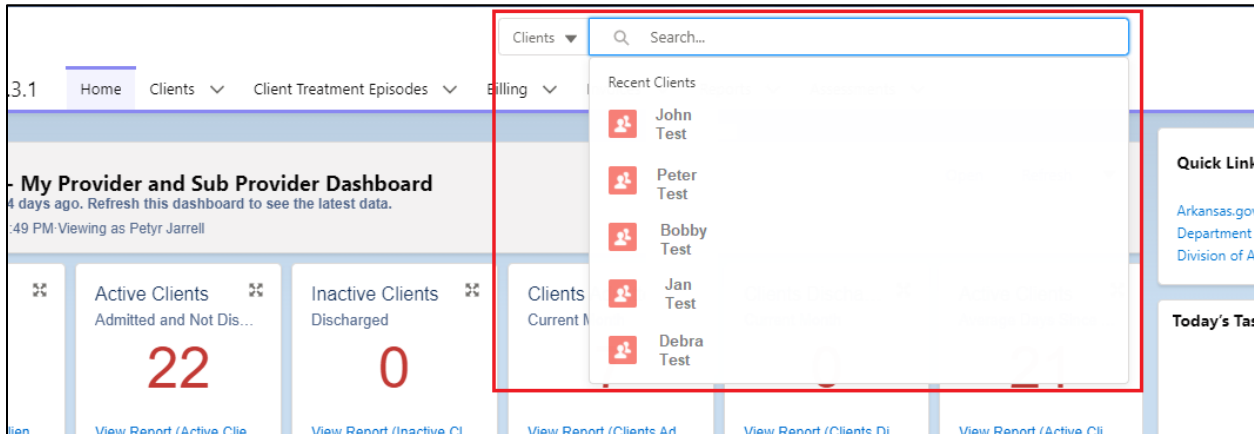 Clients Search...
.3.1 Home Clients Client Treatment Episodes Billing
Recent Clients
John
Test
Peter
Test
Bobby
Test
Jan
Test
Debra
Test
- My Provider and Sub Provider Dashboard
4 days ago. Refresh this dashboard to see the latest data.
:49 PM·Viewing as Petyr Jarrell
Active Clients
Admitted and Not Dis...
22
View Report (Active Clie
Inactive Clients
Discharged
0
View Report (Inactive Cl
Clients
Current M
View Report (Clients Ad
0
View Report (Clients Di
21
View Report (Active Cli
lien
Quick Link
Arkansas.gov
Department
Division of A
Today's Tas